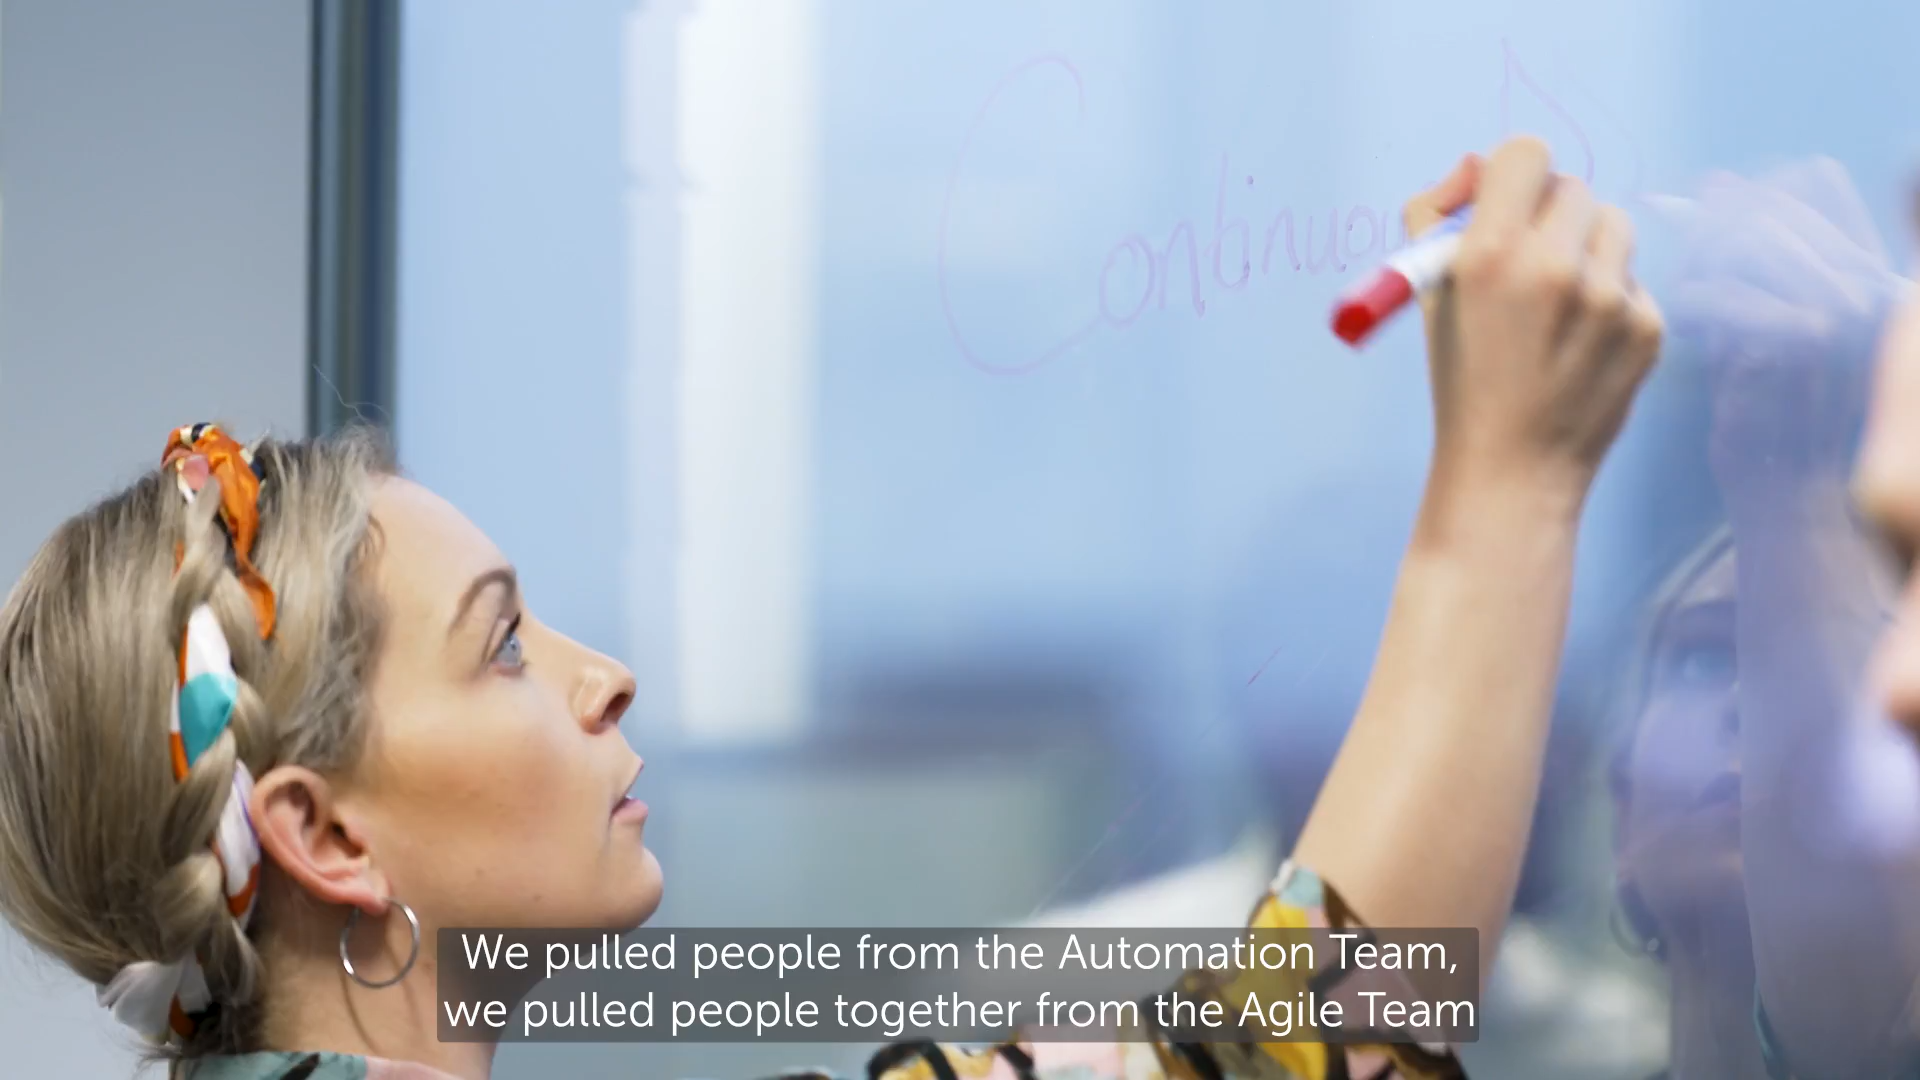 Continuou
We pulled people from the Automation Team,
we pulled people together from the Agile Team